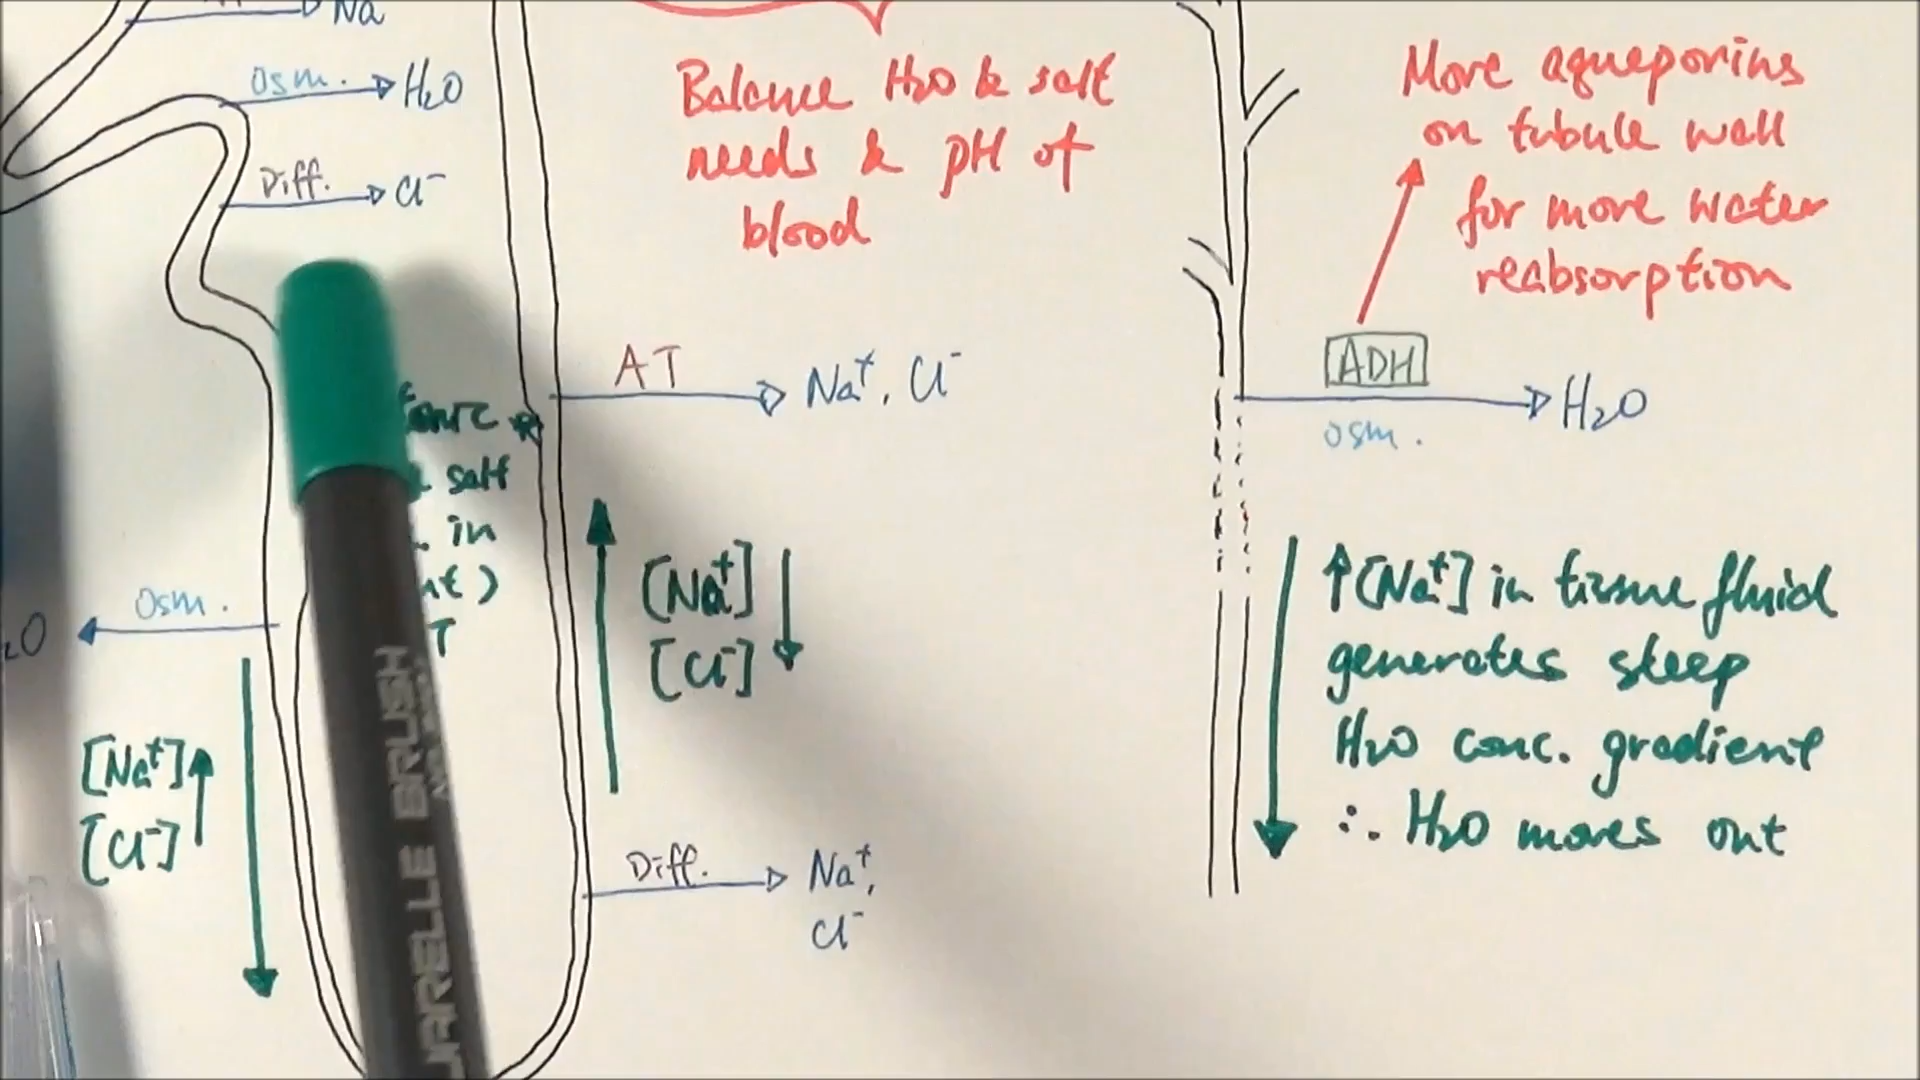 Na
Osm. H2O
Diff. Cl-
Balance H2O & salt
needs & pH of
blood
More aqueporins
on tubule wall
for more water
reabsorption
AT Na+, Cl-
ADH
osm. H2O
salt
in
Osm.
[Na+]
[Cl-]
[Na+]
[Cl-]
↑[Na+] in tissue fluid
generates steep
H2O conc. gradient
∴ H2O moves out
Diff. Na+,
Cl-
BRUSH